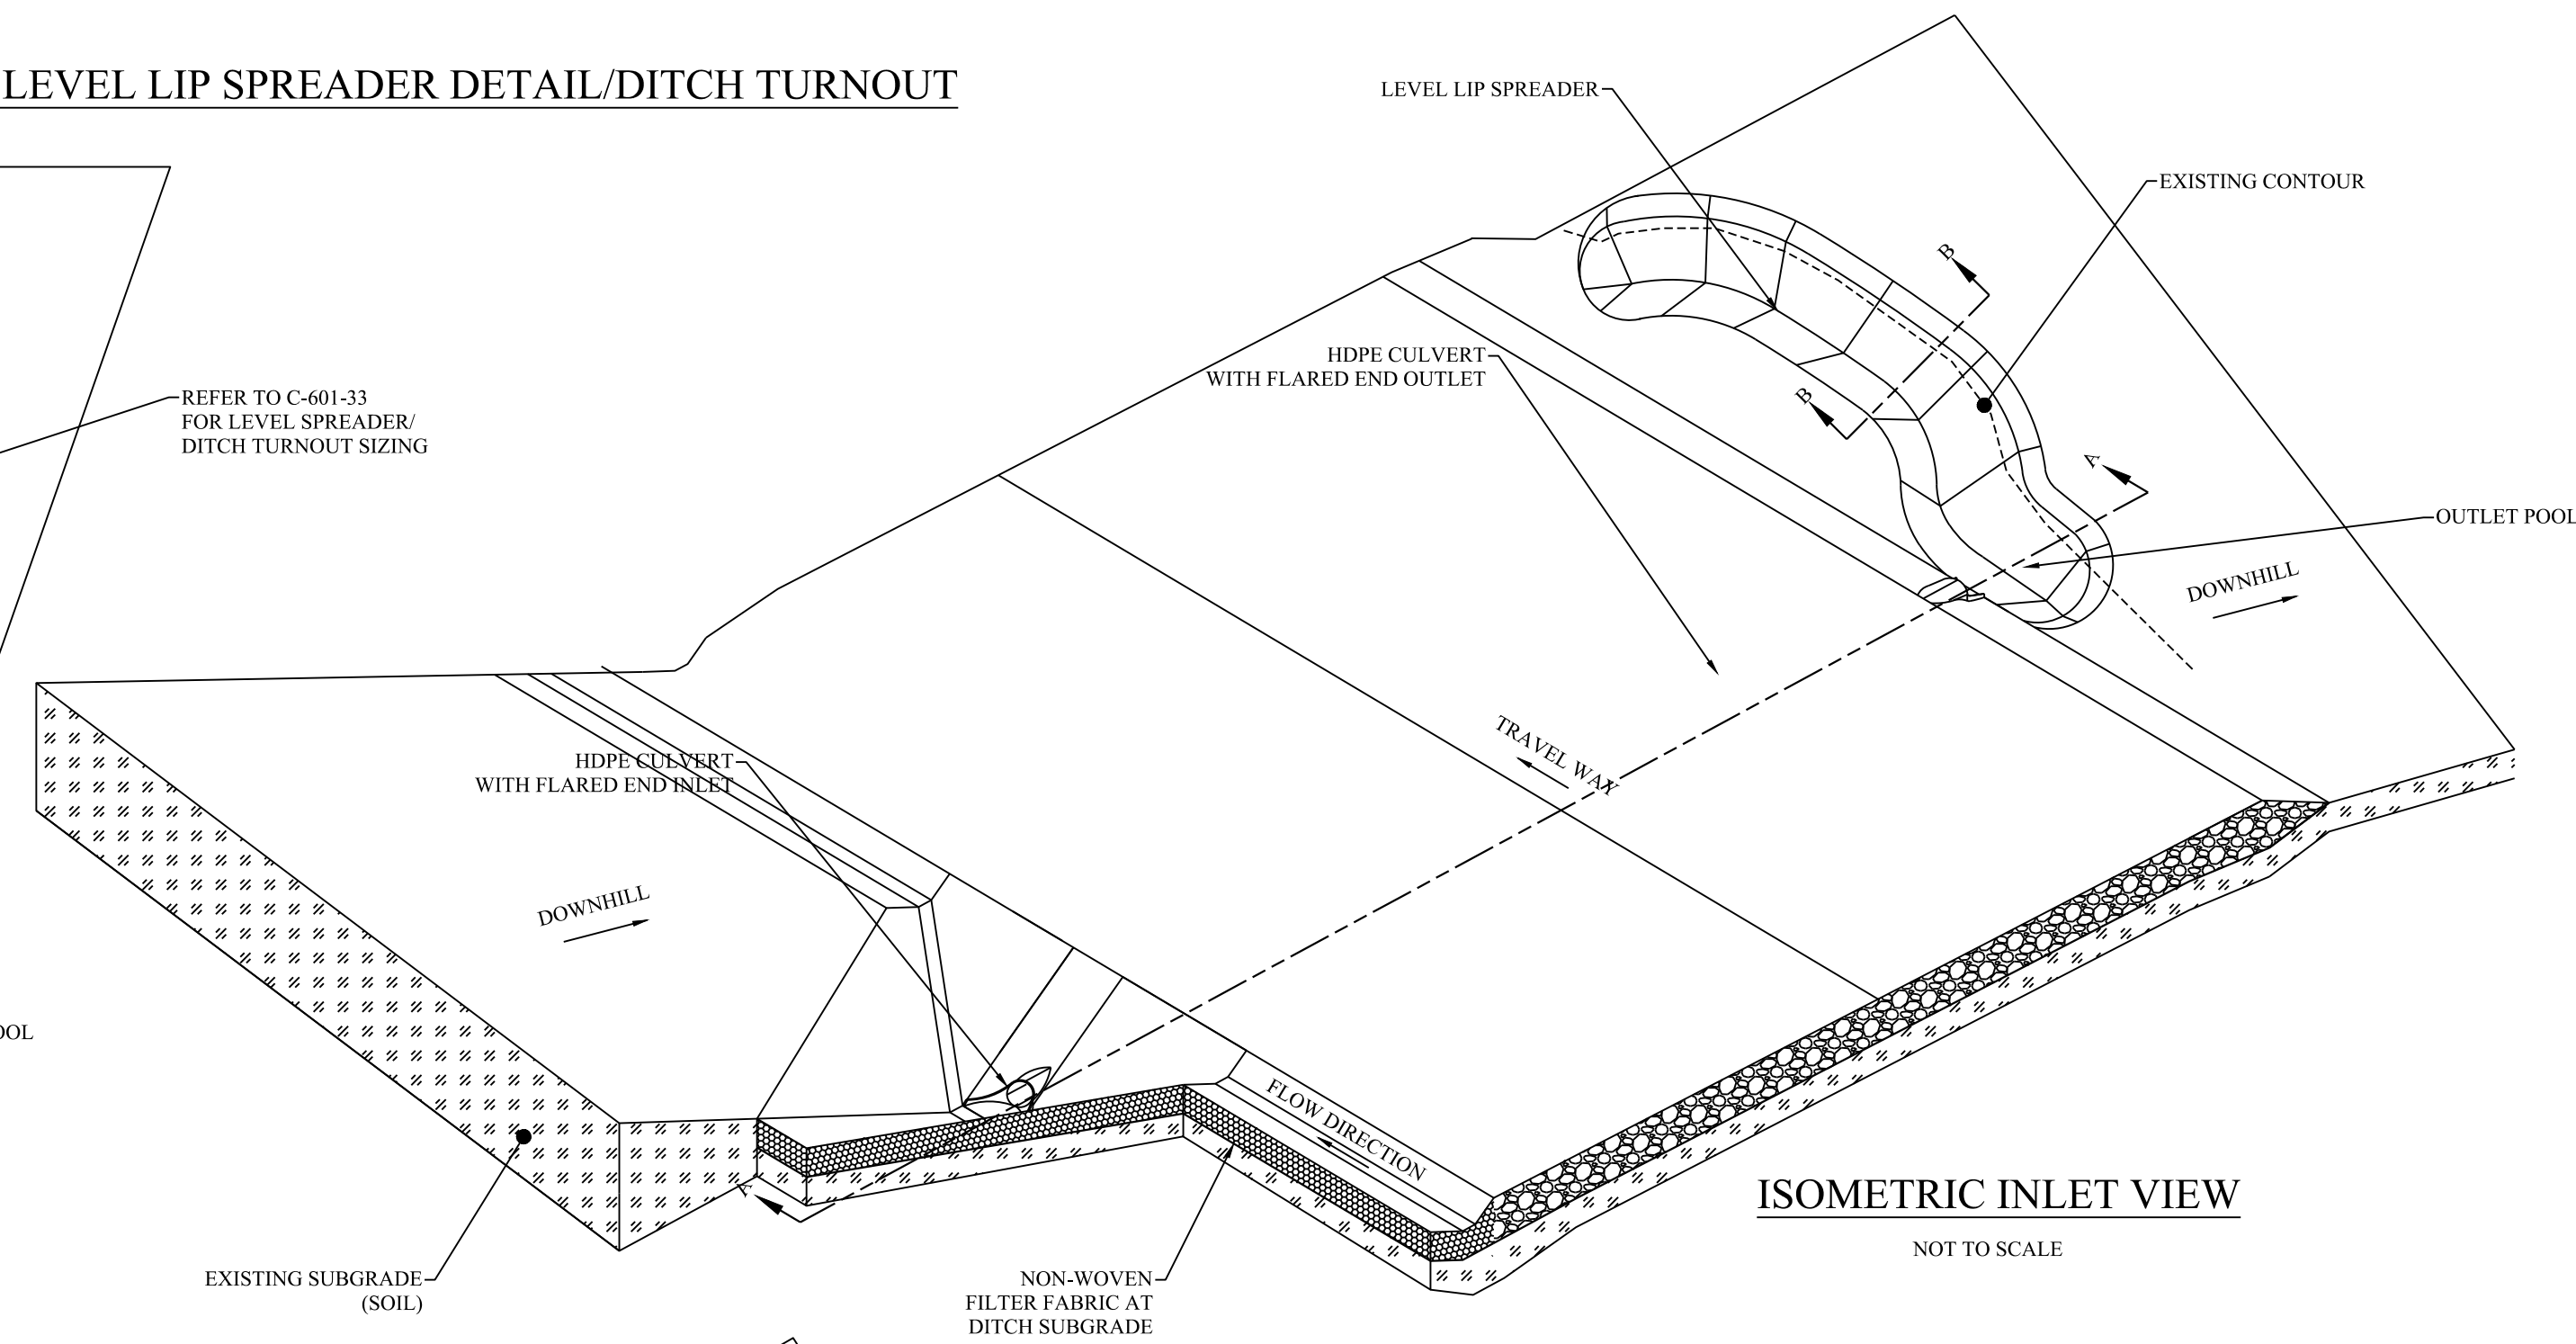 LEVEL LIP SPREADER DETAIL/DITCH TURNOUT
LEVEL LIP SPREADER
EXISTING CONTOUR
B
B
HDPE CULVERT
WITH FLARED END OUTLET
REFER TO C-601-33
FOR LEVEL SPREADER/
DITCH TURNOUT SIZING
A
OUTLET POOL
DOWNHILL
TRAVEL WAY
HDPE CULVERT
WITH FLARED END INLET
DOWNHILL
OOL
FLOW DIRECTION
A
ISOMETRIC INLET VIEW
NOT TO SCALE
EXISTING SUBGRADE
(SOIL)
NON-WOVEN
FILTER FABRIC AT
DITCH SUBGRADE